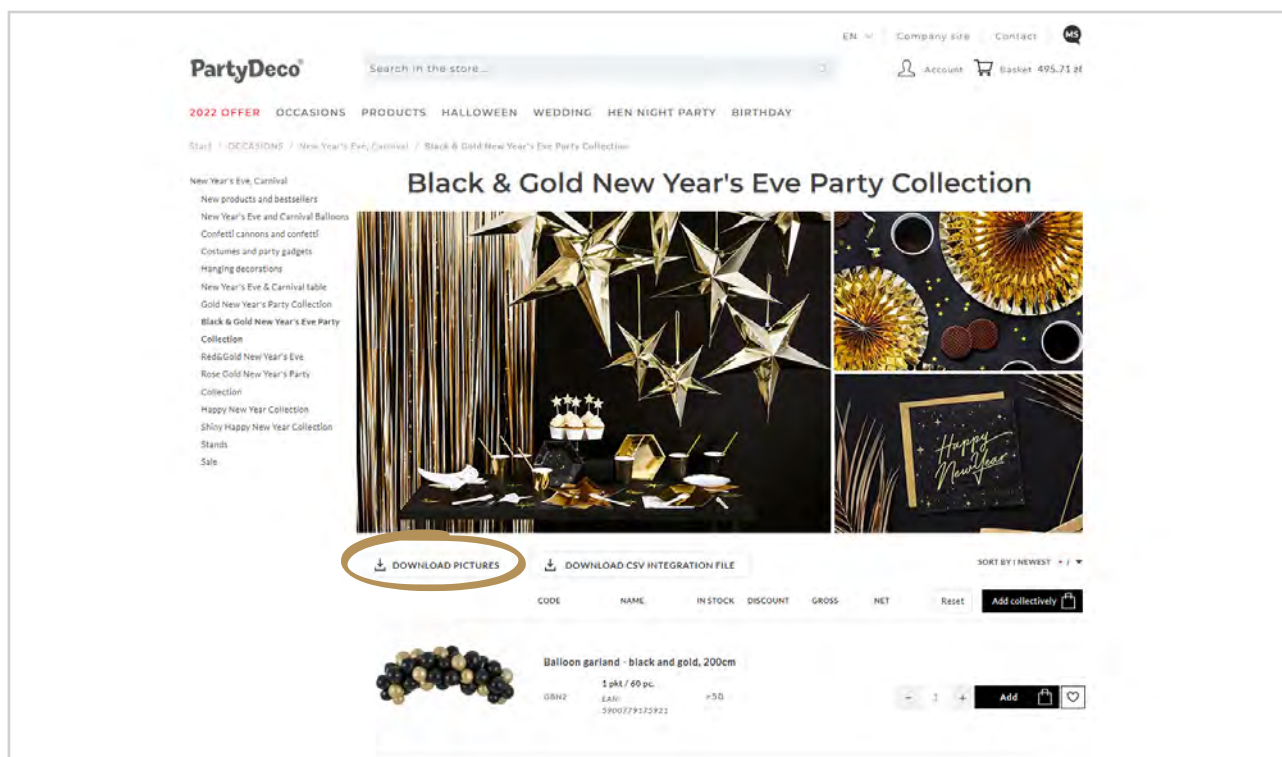 EN Company site Contact MS
PartyDeco®
Search in the store...
Account Basket 495.71 zł
2022 OFFER OCCASIONS PRODUCTS HALLOWEEN WEDDING HEN NIGHT PARTY BIRTHDAY
Start / OCCASIONS / New Year's Eve, Carnival / Black & Gold New Year's Eve Party Collection
New Year's Eve, Carnival
New products and bestsellers
New Year's Eve and Carnival Balloons
Confetti cannons and confetti
Costumes and party gadgets
Hanging decorations
New Year's Eve & Carnival table
Gold New Year's Party Collection
Black & Gold New Year's Eve Party
Collection
Red&Gold New Year's Eve
Rose Gold New Year's Party
Collection
Happy New Year Collection
Shiny Happy New Year Collection
Stands
Sale
Black & Gold New Year's Eve Party Collection
Happy
New Year
DOWNLOAD PICTURES
DOWNLOAD CSV INTEGRATION FILE
SORT BY | NEWEST + /
CODE NAME IN STOCK DISCOUNT GROSS NET Reset Add collectively
Balloon garland - black and gold, 200cm
1 pkt / 60 pc.
GBN2 EAN: >50
5900779175921
- 1 + Add